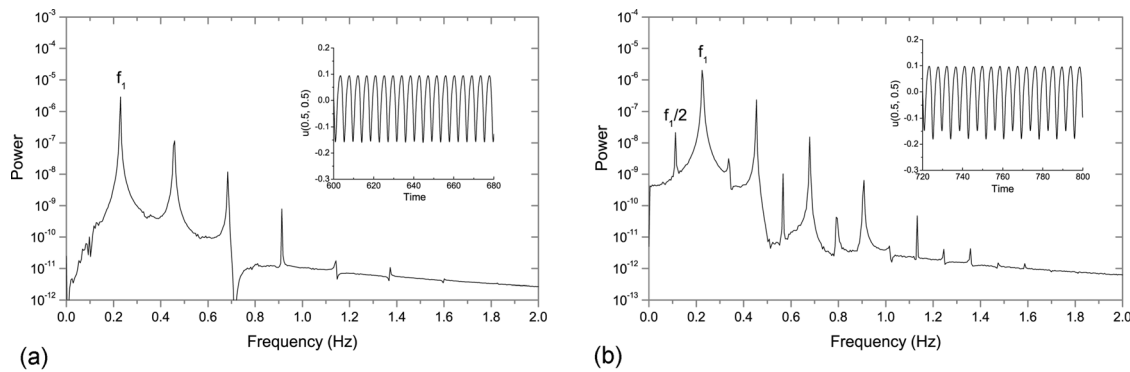 10⁻³
10⁻⁴
10⁻⁵
10⁻⁶
10⁻⁷
10⁻⁸
10⁻⁹
10⁻¹⁰
10⁻¹¹
10⁻¹²
Power
0.0 0.2 0.4 0.6 0.8 1.0 1.2 1.4 1.6 1.8 2.0
Frequency (Hz)
f₁
0.2
0.1
0.0
-0.1
-0.2
-0.3
u(0.5, 0.5)
600 620 640 660 680
Time
(a)
10⁻⁴
10⁻⁵
10⁻⁶
10⁻⁷
10⁻⁸
10⁻⁹
10⁻¹⁰
10⁻¹¹
10⁻¹²
10⁻¹³
Power
0.0 0.2 0.4 0.6 0.8 1.0 1.2 1.4 1.6 1.8 2.0
Frequency (Hz)
f₁
f₁/2
0.2
0.1
0.0
-0.1
-0.2
-0.3
u(0.5, 0.5)
720 740 760 780 800
Time
(b)